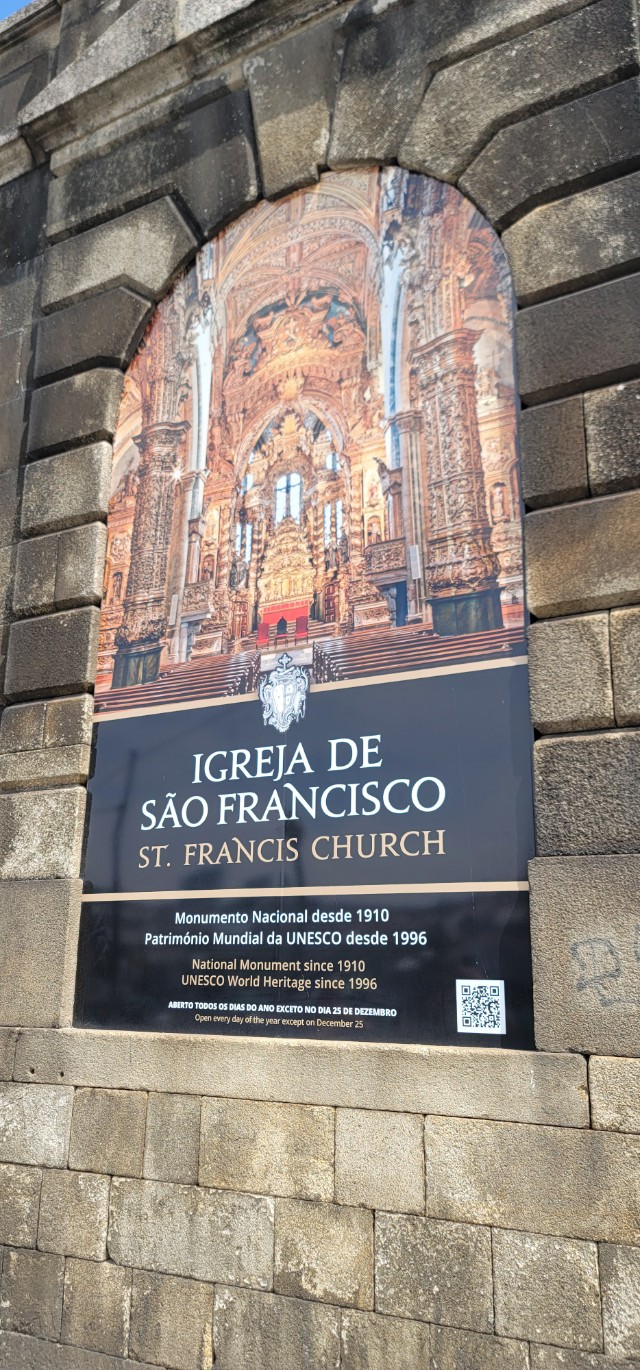 IGREJA DE
SÃO FRANCISCO
ST. FRANCIS CHURCH
Monumento Nacional desde 1910
Património Mundial da UNESCO desde 1996
National Monument since 1910
UNESCO World Heritage since 1996
ABERTO TODOS OS DIAS DO ANO EXCETO NO DIA 25 DE DEZEMBRO
Open every day of the year except on December 25